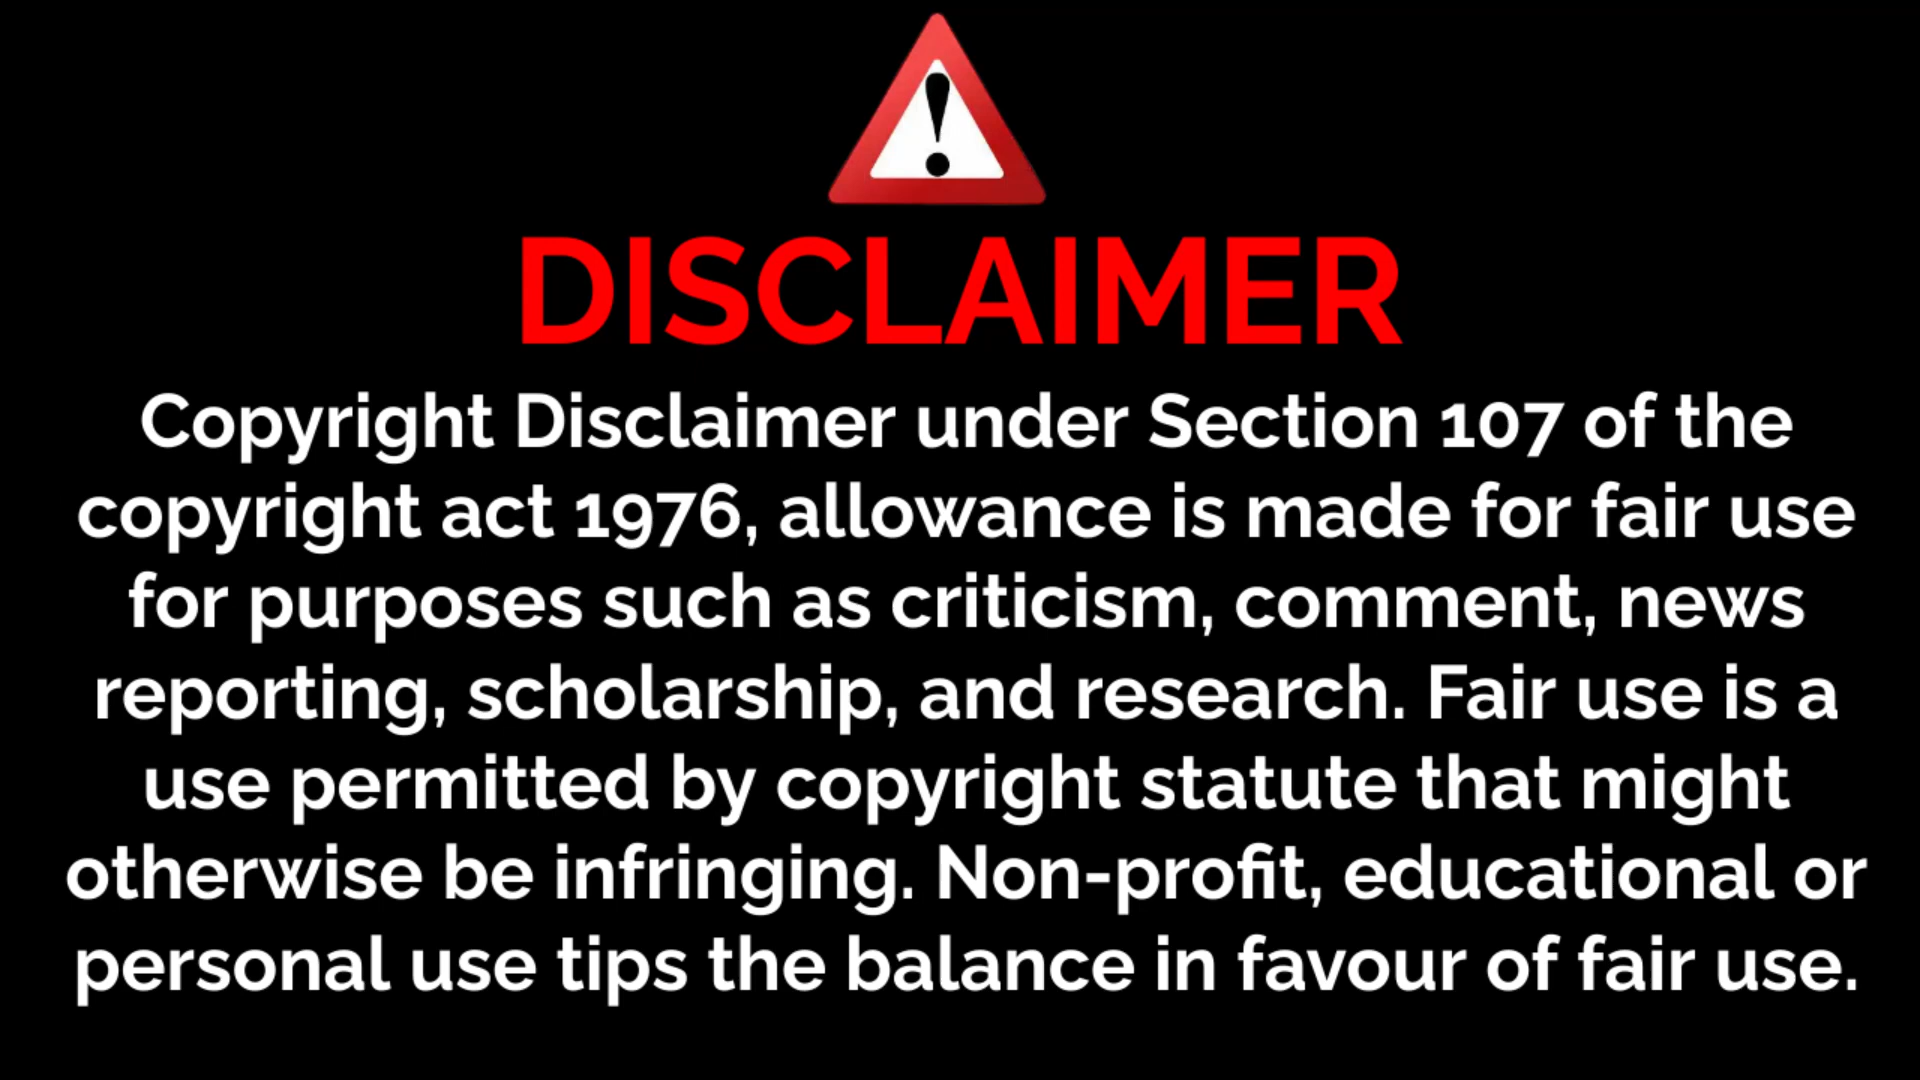 DISCLAIMER
Copyright Disclaimer under Section 107 of the
copyright act 1976, allowance is made for fair use
for purposes such as criticism, comment, news
reporting, scholarship, and research. Fair use is a
use permitted by copyright statute that might
otherwise be infringing. Non-profit, educational or
personal use tips the balance in favour of fair use.